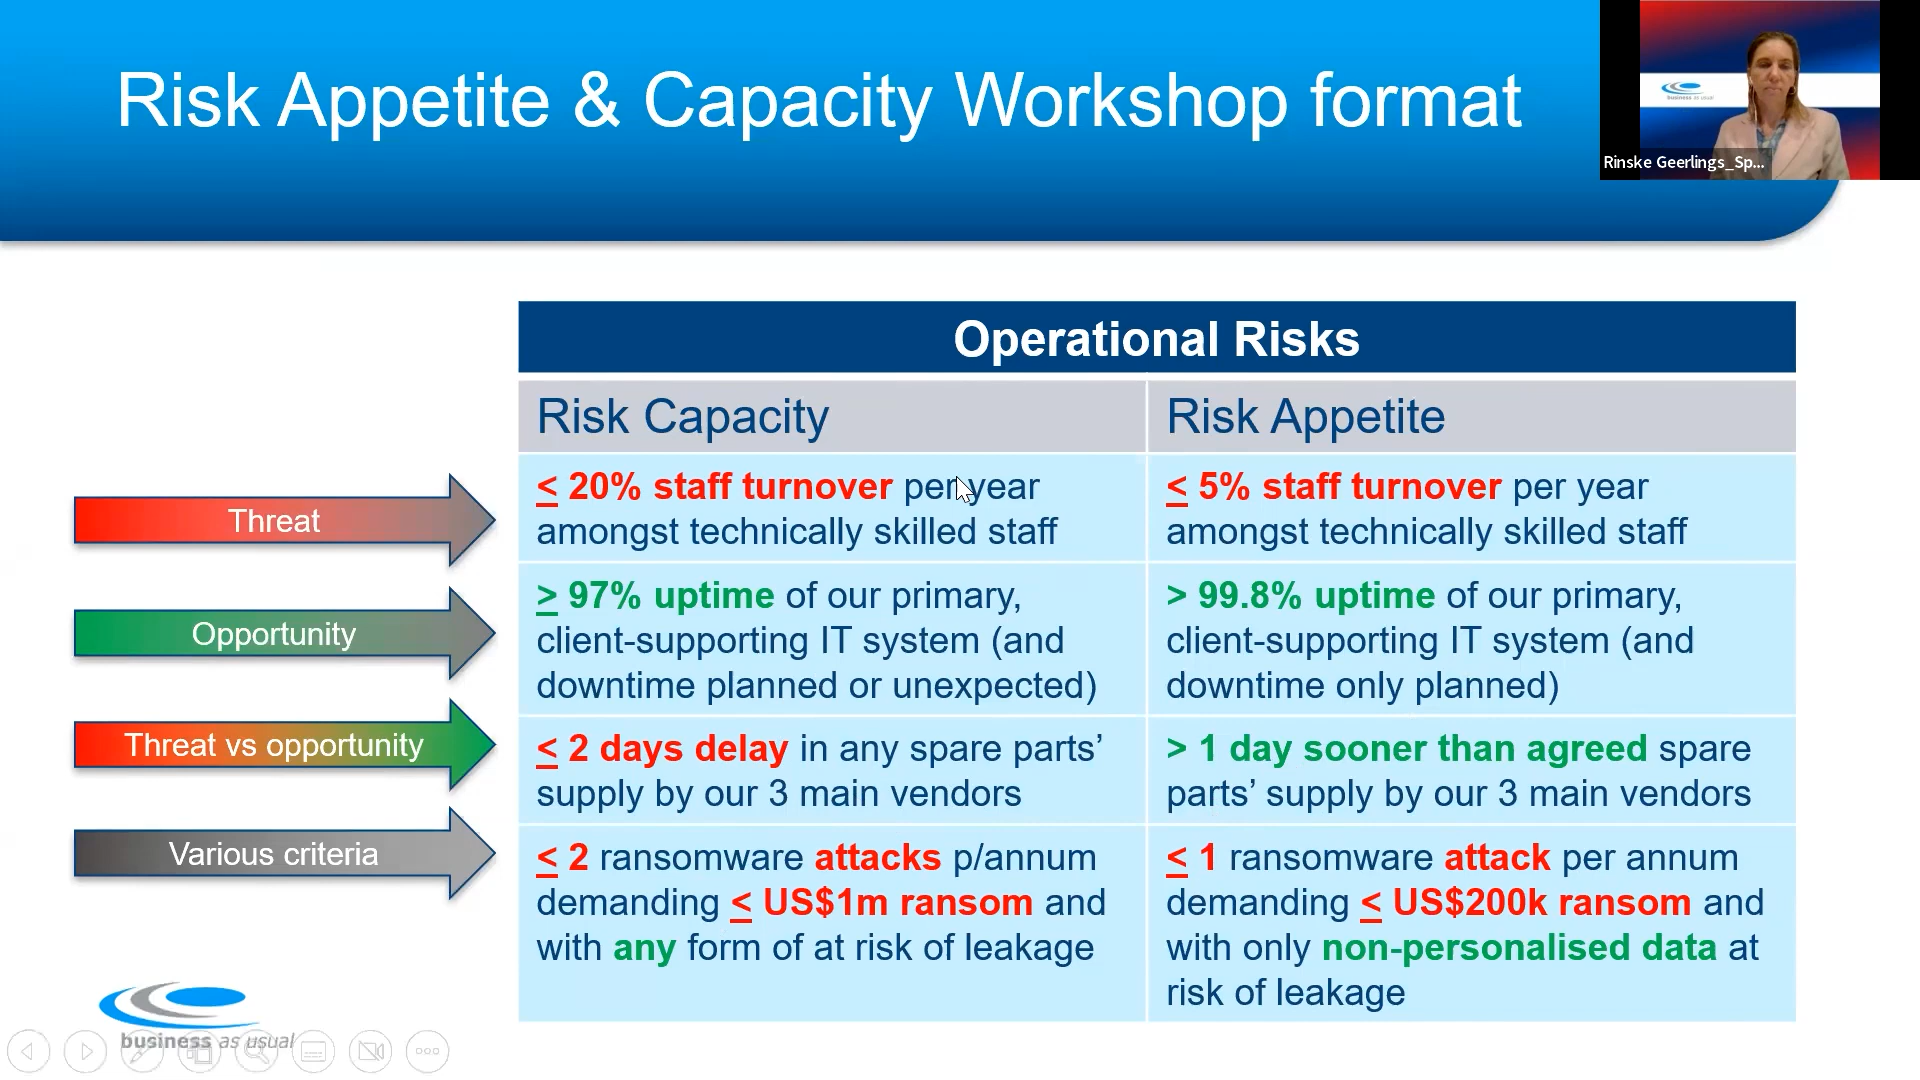 Risk Appetite & Capacity Workshop format
business as usual
Rinske Geerlings_Sp...
Operational Risks
Risk Capacity
Risk Appetite
Threat
≤ 20% staff turnover per year
amongst technically skilled staff
≤ 5% staff turnover per year
amongst technically skilled staff
Opportunity
≥ 97% uptime of our primary,
client-supporting IT system (and
downtime planned or unexpected)
> 99.8% uptime of our primary,
client-supporting IT system (and
downtime only planned)
Threat vs opportunity
≤ 2 days delay in any spare parts’
supply by our 3 main vendors
> 1 day sooner than agreed spare
parts’ supply by our 3 main vendors
Various criteria
≤ 2 ransomware attacks p/annum
demanding ≤ US$1m ransom and
with any form of at risk of leakage
≤ 1 ransomware attack per annum
demanding ≤ US$200k ransom and
with only non-personalised data at
risk of leakage
business as usual